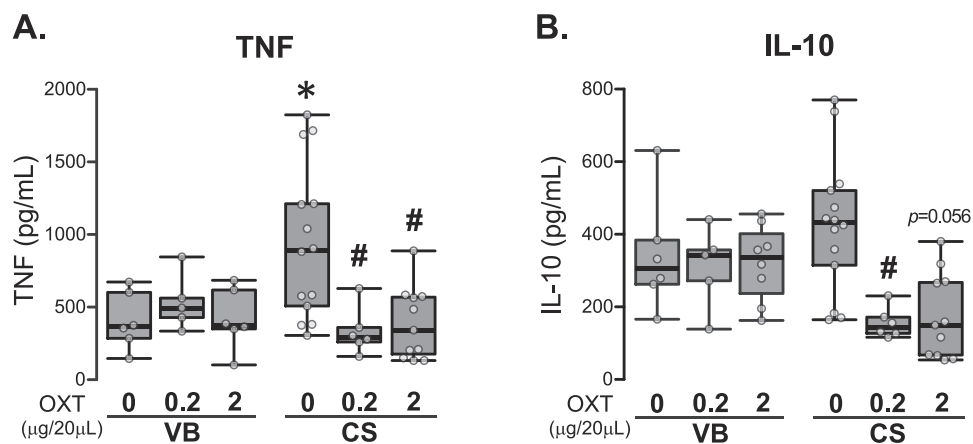 A.
TNF
TNF (pg/mL)
2000
1500
1000
500
0
*
#
#
OXT
(μg/20μL)
0 0.2 2 0 0.2 2
VB CS
B.
IL-10
IL-10 (pg/mL)
800
600
400
200
0
#
p=0.056
OXT
(μg/20μL)
0 0.2 2 0 0.2 2
VB CS